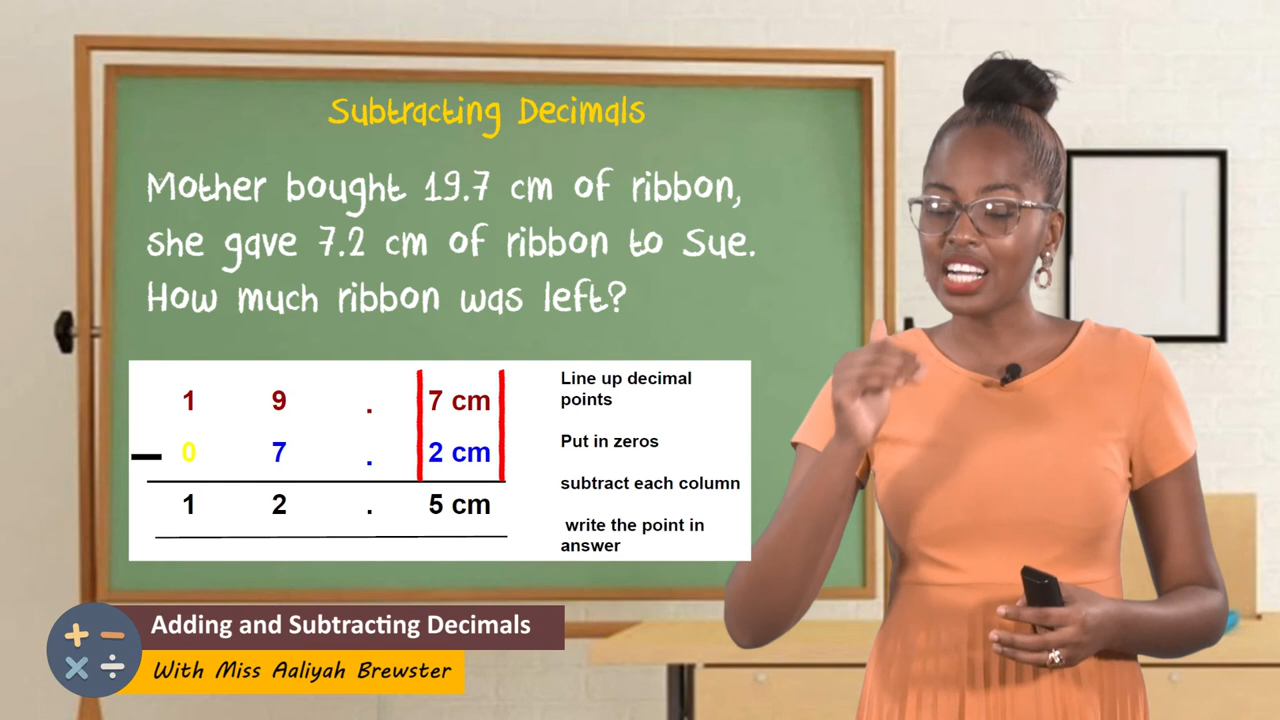 Subtracting Decimals
Mother bought 19.7 cm of ribbon,
she gave 7.2 cm of ribbon to Sue.
How much ribbon was left?
1 9 . 7 cm
- 0 7 . 2 cm
1 2 . 5 cm
Line up decimal
points
Put in zeros
subtract each column
write the point in
answer
+ -
× ÷
Adding and Subtracting Decimals
With Miss Aaliyah Brewster